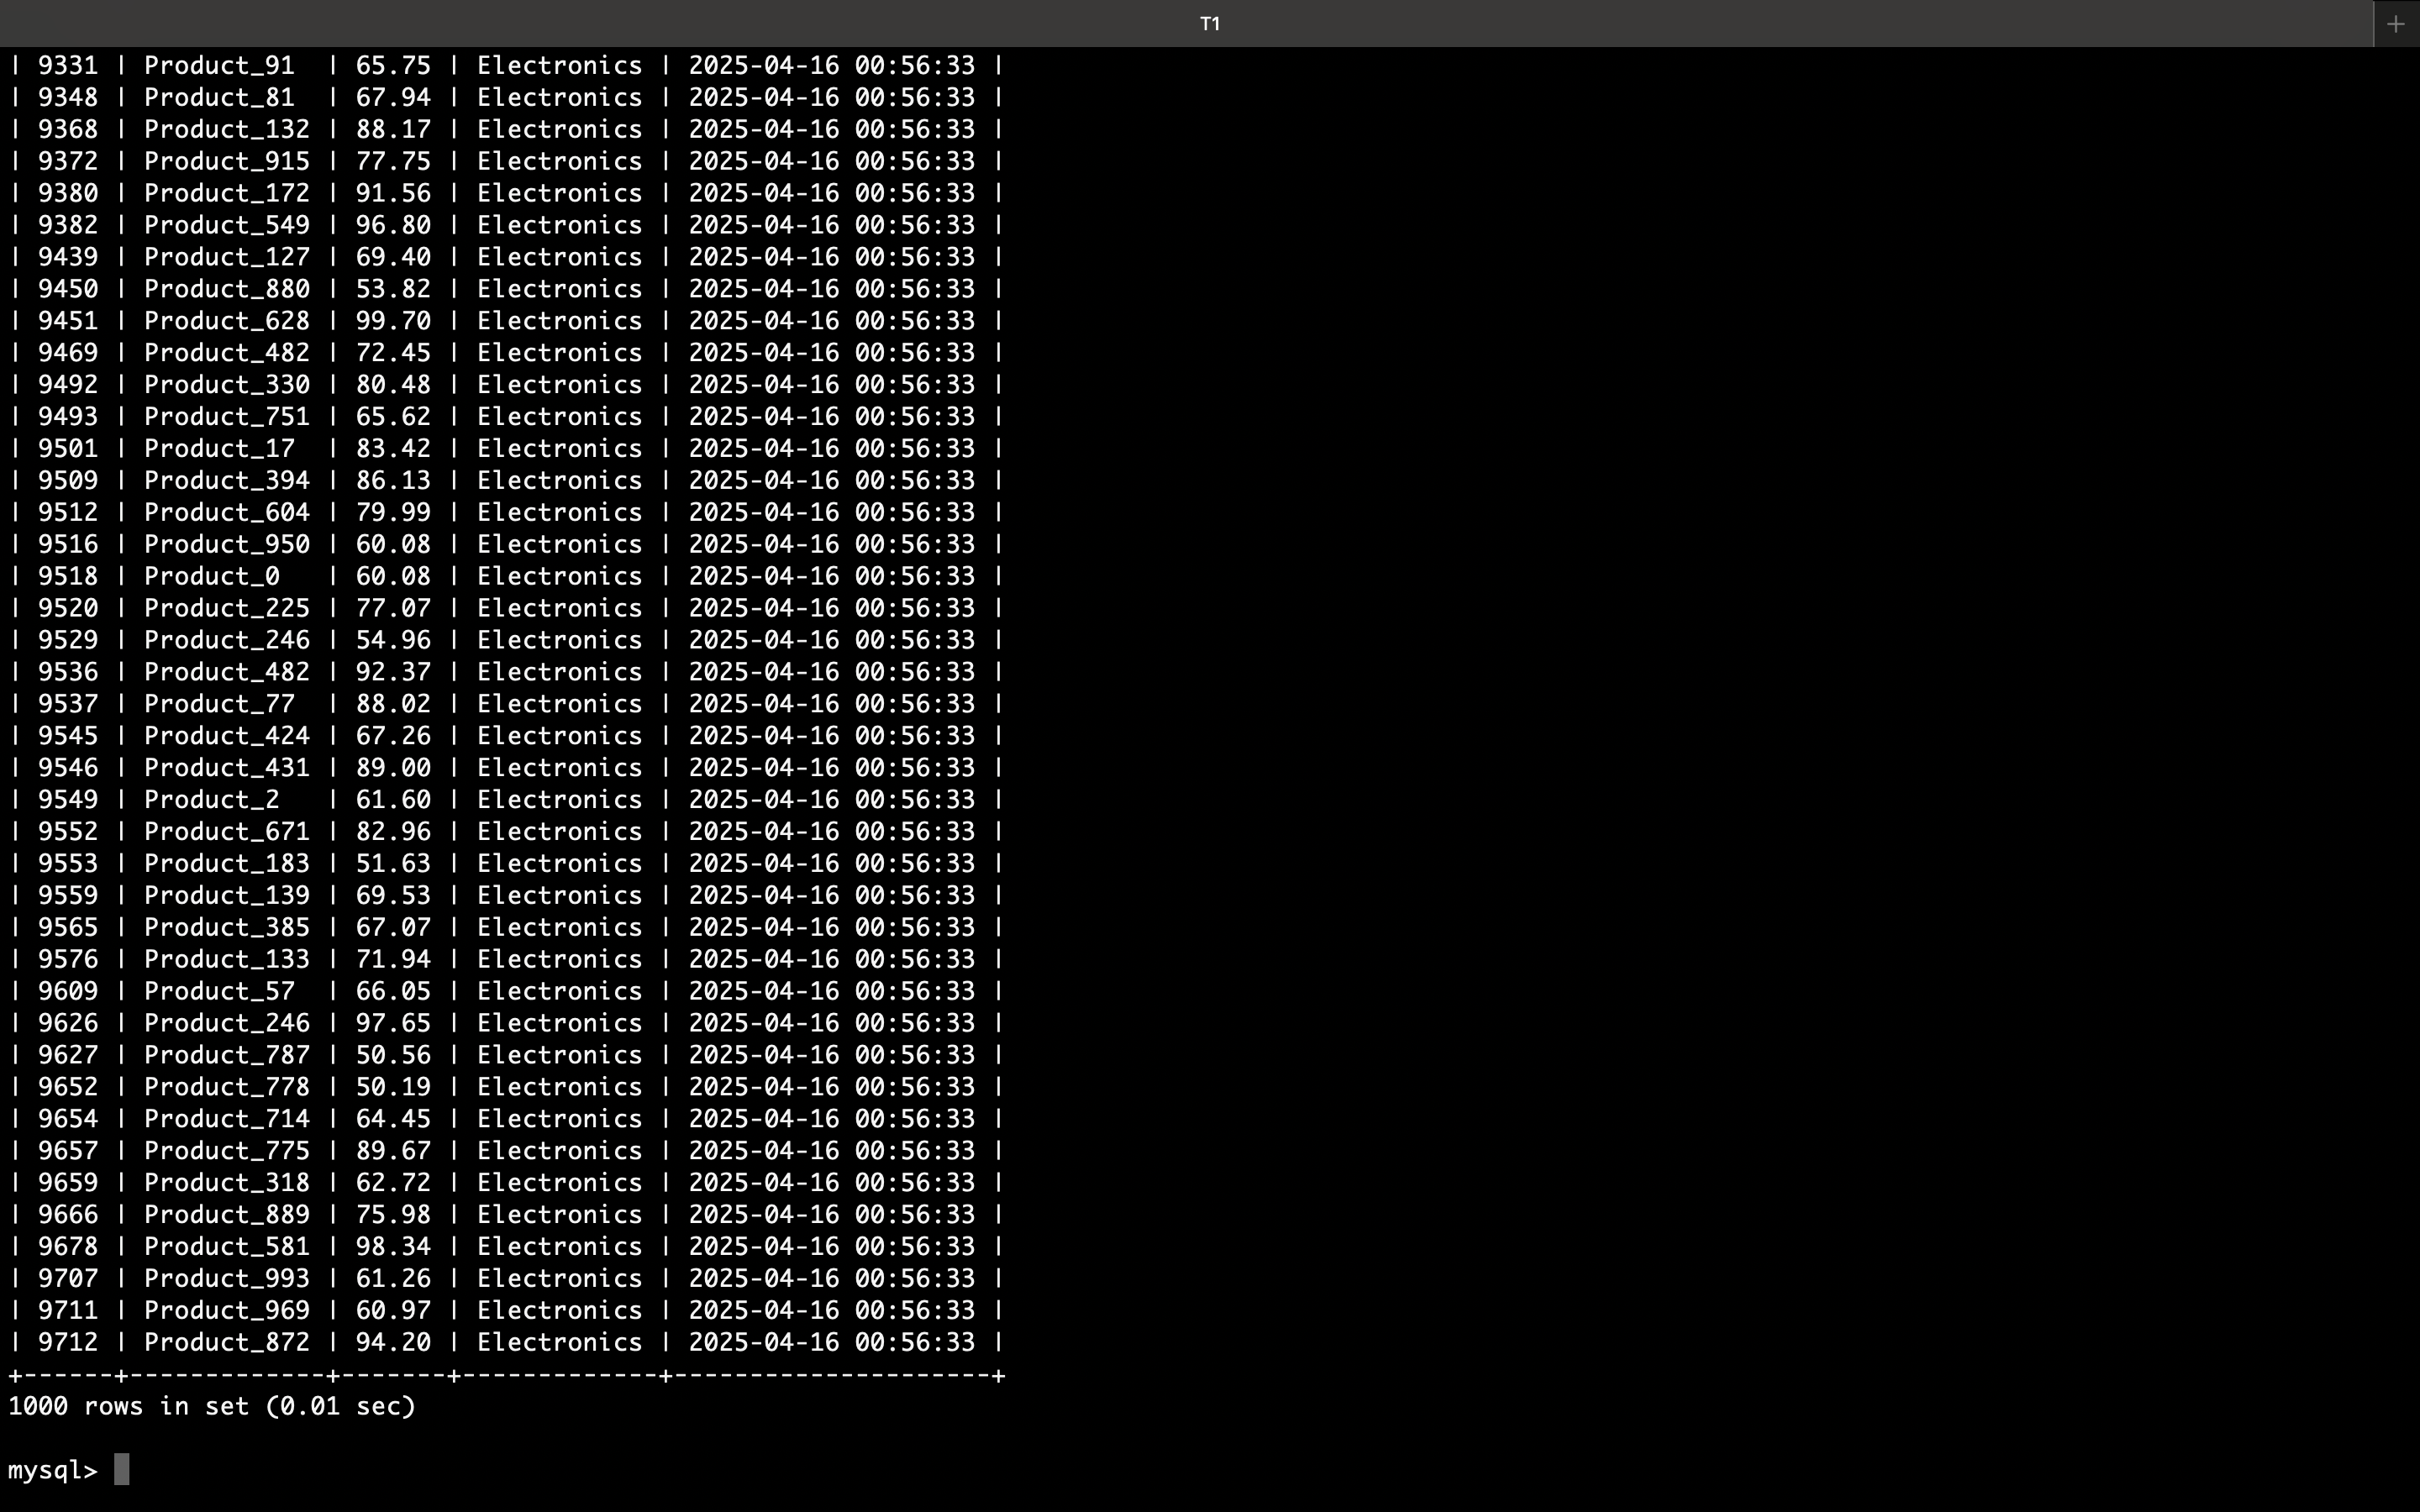 T1
+
| 9331 | Product_91  | 65.75 | Electronics | 2025-04-16 00:56:33 |
| 9348 | Product_81  | 67.94 | Electronics | 2025-04-16 00:56:33 |
| 9368 | Product_132 | 88.17 | Electronics | 2025-04-16 00:56:33 |
| 9372 | Product_915 | 77.75 | Electronics | 2025-04-16 00:56:33 |
| 9380 | Product_172 | 91.56 | Electronics | 2025-04-16 00:56:33 |
| 9382 | Product_549 | 96.80 | Electronics | 2025-04-16 00:56:33 |
| 9439 | Product_127 | 69.40 | Electronics | 2025-04-16 00:56:33 |
| 9450 | Product_880 | 53.82 | Electronics | 2025-04-16 00:56:33 |
| 9451 | Product_628 | 99.70 | Electronics | 2025-04-16 00:56:33 |
| 9469 | Product_482 | 72.45 | Electronics | 2025-04-16 00:56:33 |
| 9492 | Product_330 | 80.48 | Electronics | 2025-04-16 00:56:33 |
| 9493 | Product_751 | 65.62 | Electronics | 2025-04-16 00:56:33 |
| 9501 | Product_17  | 83.42 | Electronics | 2025-04-16 00:56:33 |
| 9509 | Product_394 | 86.13 | Electronics | 2025-04-16 00:56:33 |
| 9512 | Product_604 | 79.99 | Electronics | 2025-04-16 00:56:33 |
| 9516 | Product_950 | 60.08 | Electronics | 2025-04-16 00:56:33 |
| 9518 | Product_0   | 60.08 | Electronics | 2025-04-16 00:56:33 |
| 9520 | Product_225 | 77.07 | Electronics | 2025-04-16 00:56:33 |
| 9529 | Product_246 | 54.96 | Electronics | 2025-04-16 00:56:33 |
| 9536 | Product_482 | 92.37 | Electronics | 2025-04-16 00:56:33 |
| 9537 | Product_77  | 88.02 | Electronics | 2025-04-16 00:56:33 |
| 9545 | Product_424 | 67.26 | Electronics | 2025-04-16 00:56:33 |
| 9546 | Product_431 | 89.00 | Electronics | 2025-04-16 00:56:33 |
| 9549 | Product_2   | 61.60 | Electronics | 2025-04-16 00:56:33 |
| 9552 | Product_671 | 82.96 | Electronics | 2025-04-16 00:56:33 |
| 9553 | Product_183 | 51.63 | Electronics | 2025-04-16 00:56:33 |
| 9559 | Product_139 | 69.53 | Electronics | 2025-04-16 00:56:33 |
| 9565 | Product_385 | 67.07 | Electronics | 2025-04-16 00:56:33 |
| 9576 | Product_133 | 71.94 | Electronics | 2025-04-16 00:56:33 |
| 9609 | Product_57  | 66.05 | Electronics | 2025-04-16 00:56:33 |
| 9626 | Product_246 | 97.65 | Electronics | 2025-04-16 00:56:33 |
| 9627 | Product_787 | 50.56 | Electronics | 2025-04-16 00:56:33 |
| 9652 | Product_778 | 50.19 | Electronics | 2025-04-16 00:56:33 |
| 9654 | Product_714 | 64.45 | Electronics | 2025-04-16 00:56:33 |
| 9657 | Product_775 | 89.67 | Electronics | 2025-04-16 00:56:33 |
| 9659 | Product_318 | 62.72 | Electronics | 2025-04-16 00:56:33 |
| 9666 | Product_889 | 75.98 | Electronics | 2025-04-16 00:56:33 |
| 9678 | Product_581 | 98.34 | Electronics | 2025-04-16 00:56:33 |
| 9707 | Product_993 | 61.26 | Electronics | 2025-04-16 00:56:33 |
| 9711 | Product_969 | 60.97 | Electronics | 2025-04-16 00:56:33 |
| 9712 | Product_872 | 94.20 | Electronics | 2025-04-16 00:56:33 |
+------+-------------+-------+-------------+---------------------+
1000 rows in set (0.01 sec)
mysql>